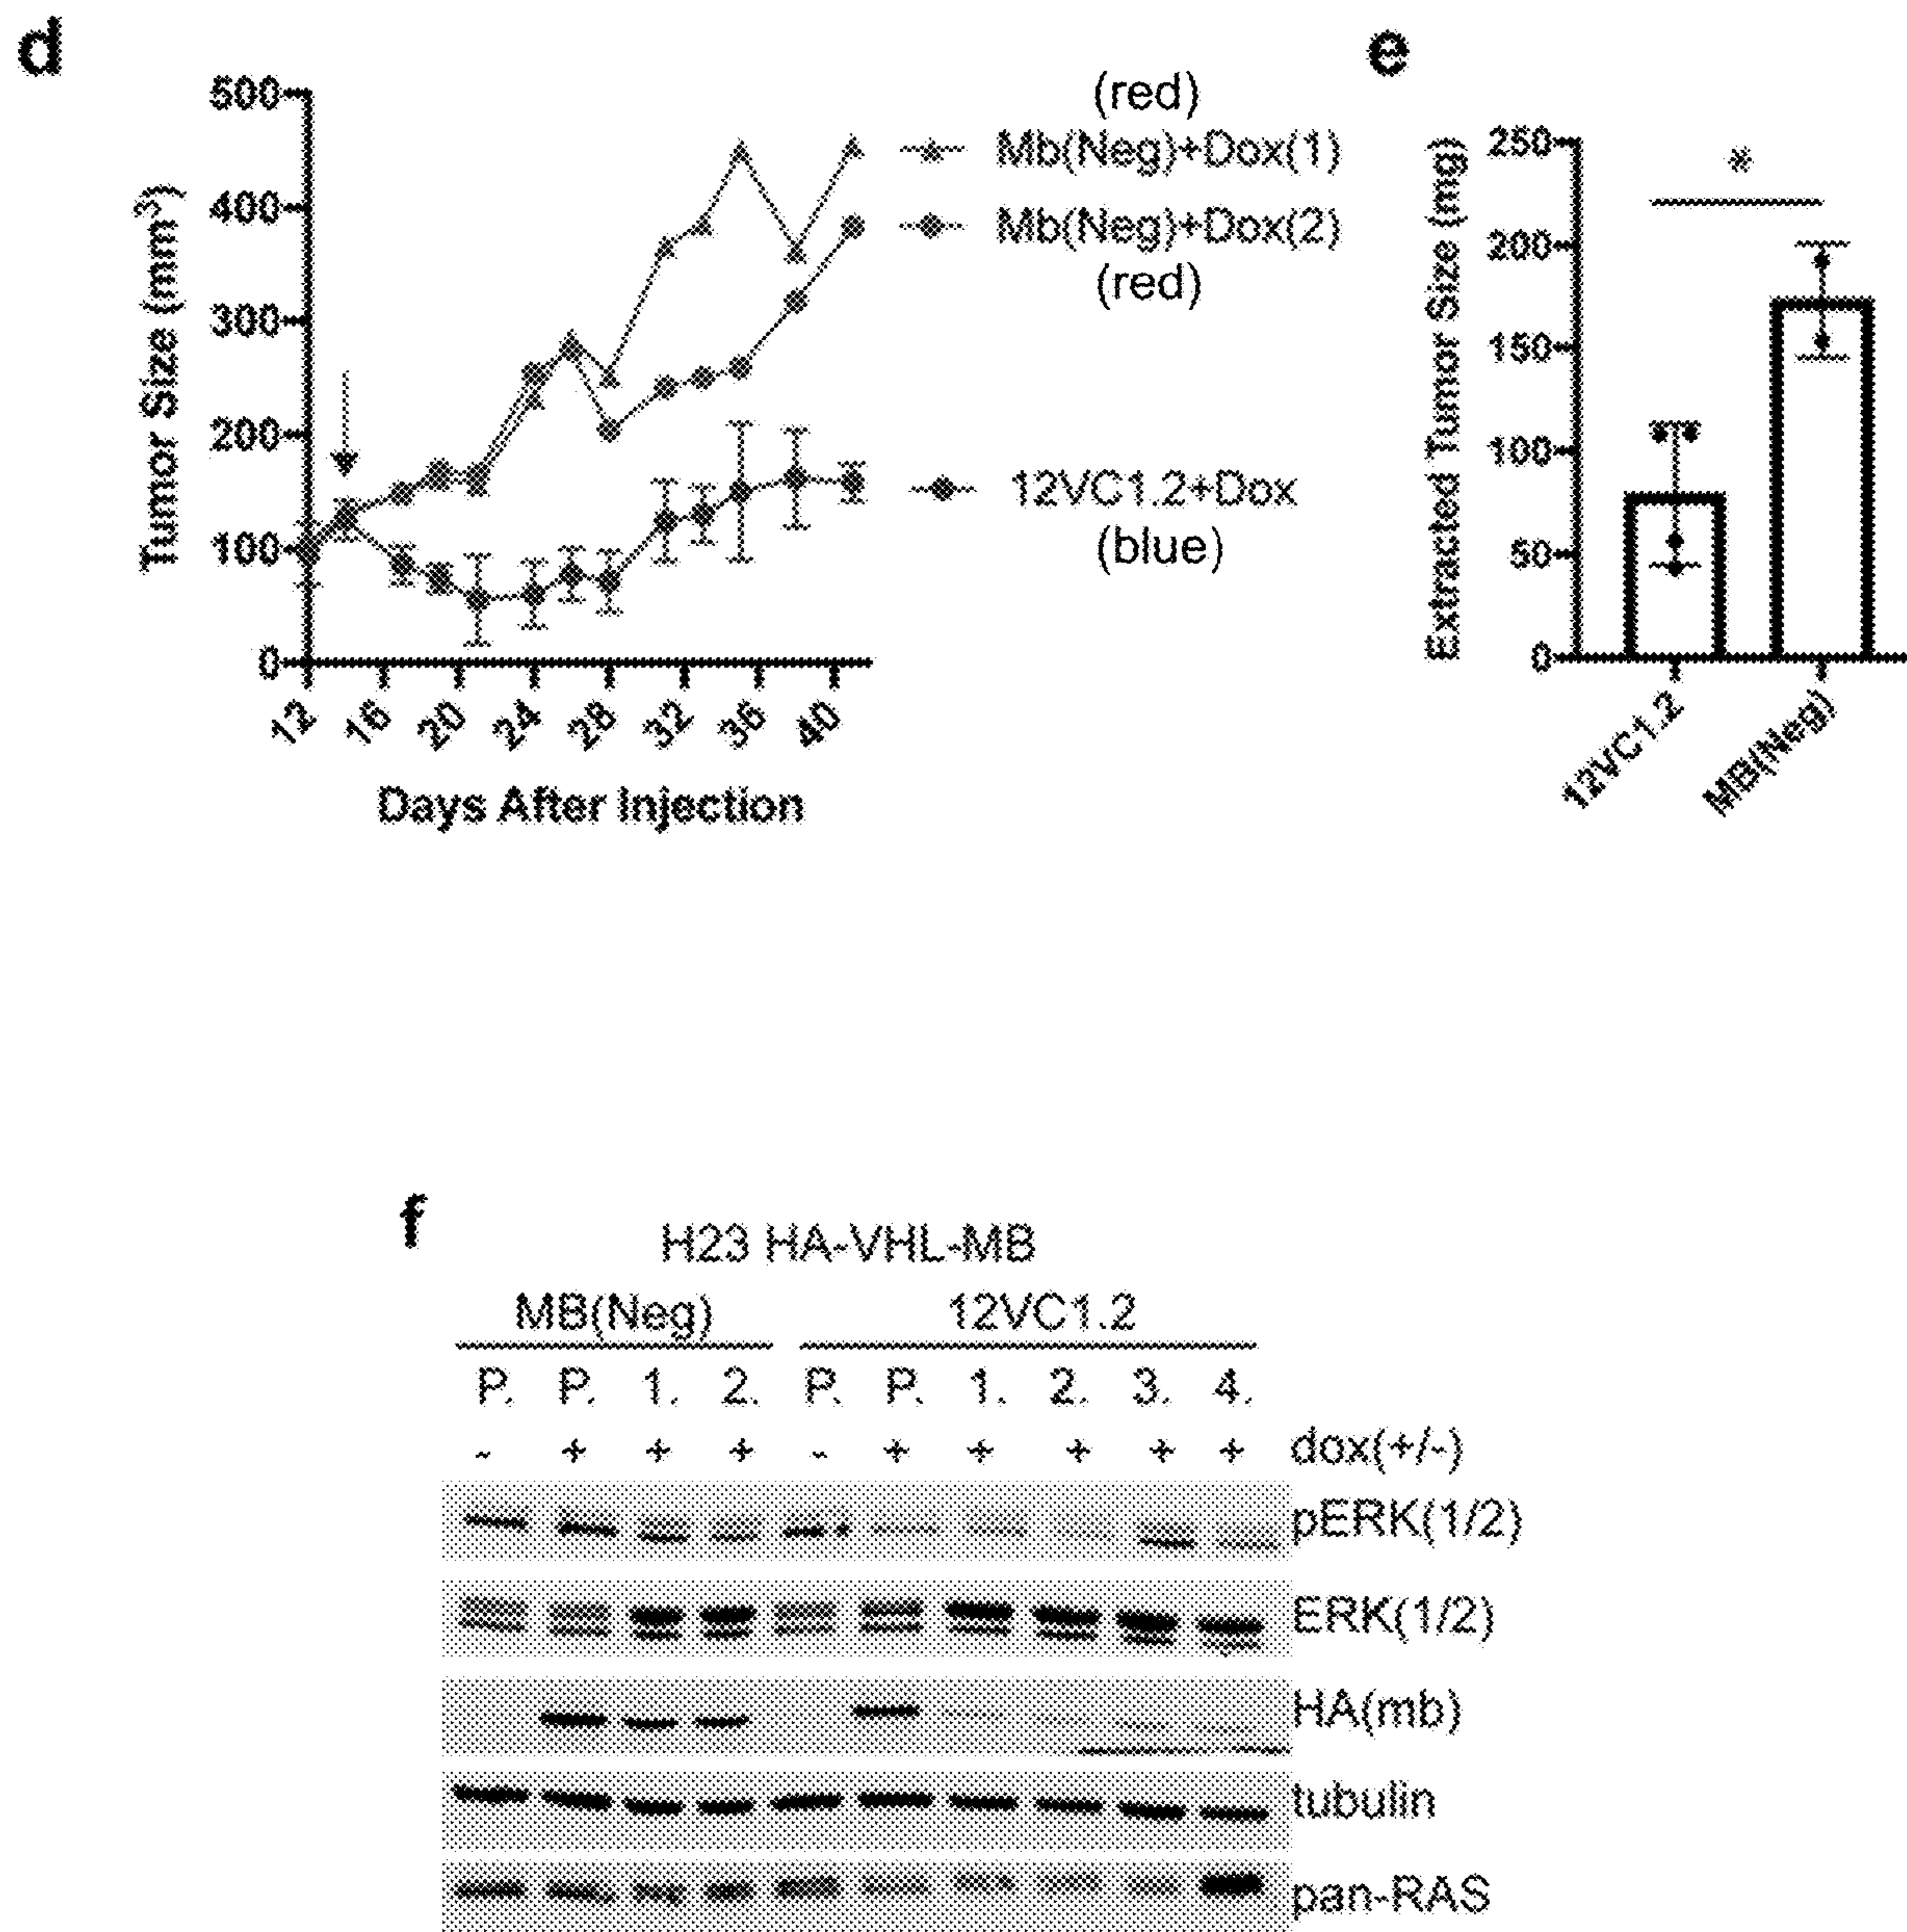 d
Tumor Size (mm³)
500
400
300
200
100
0
12
16
20
24
28
32
36
40
Days After Injection
(red)
Mb(Neg)+Dox(1)
Mb(Neg)+Dox(2)
(red)
12VC1.2+Dox
(blue)
e
Extracted Tumor Size (mg)
250
200
150
100
50
0
*
12VC1.2
MB(Neg)
f
H23 HA-VHL-MB
MB(Neg) 12VC1.2
P. P. 1. 2. P. P. 1. 2. 3. 4.
- + + + - + + + + + dox(+/-)
pERK(1/2)
ERK(1/2)
HA(mb)
tubulin
pan-RAS